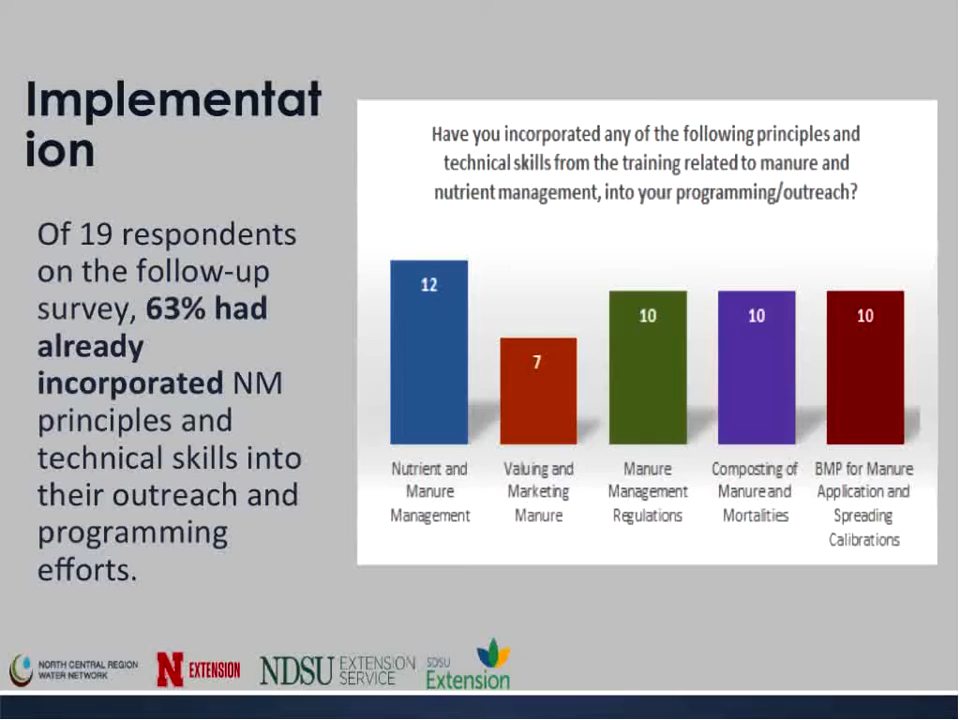 Implementat
ion
Of 19 respondents
on the follow-up
survey, 63% had
already
incorporated NM
principles and
technical skills into
their outreach and
programming
efforts.
Have you incorporated any of the following principles and
technical skills from the training related to manure and
nutrient management, into your programming/outreach?
12
7
10
10
10
Nutrient and
Manure
Management
Valuing and
Marketing
Manure
Manure
Management
Regulations
Composting of
Manure and
Mortalities
BMP for Manure
Application and
Spreading
Calibrations
NORTH CENTRAL REGION
WATER NETWORK
N EXTENSION
NDSU EXTENSION
SERVICE
SDSU
Extension